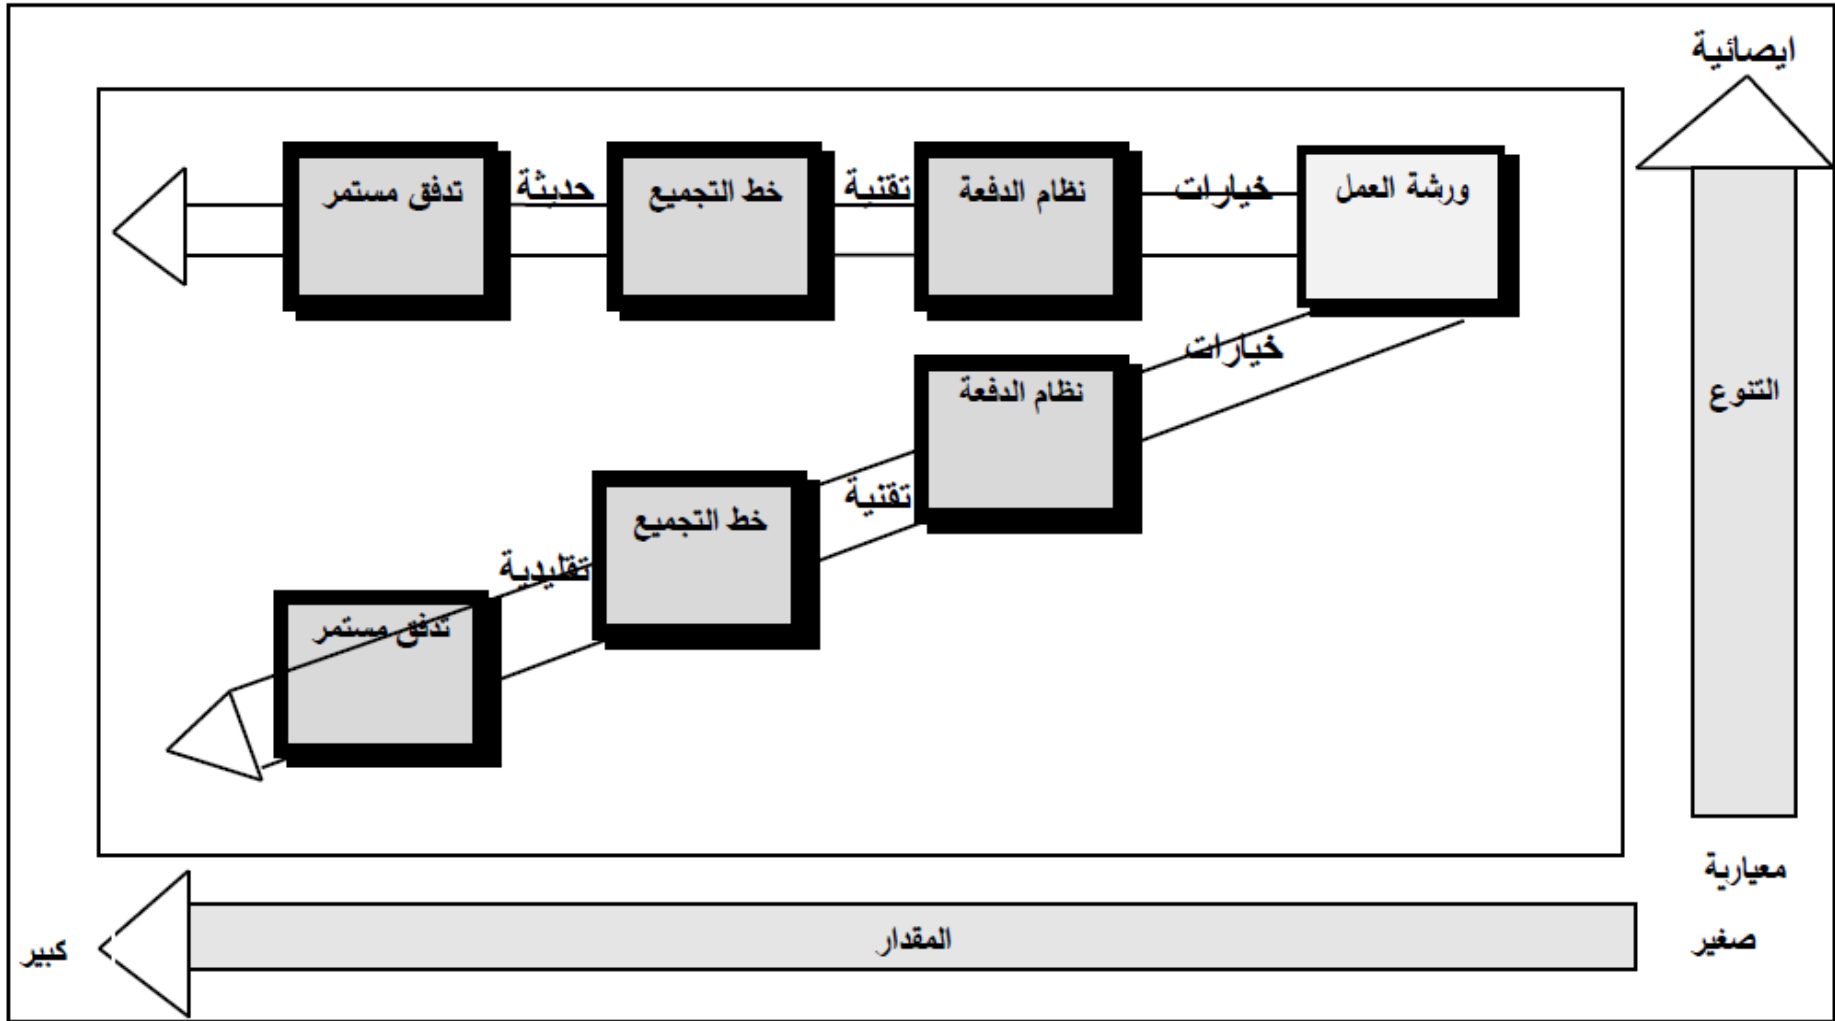 ايصائية
ورشة العمل
خيارات
نظام الدفعة
تقنية
خط التجميع
حديثة
تدفق مستمر
خيارات
نظام الدفعة
تقنية
خط التجميع
تقليدية
تدفق مستمر
التنوع
معيارية
صغير
المقدار
كبير